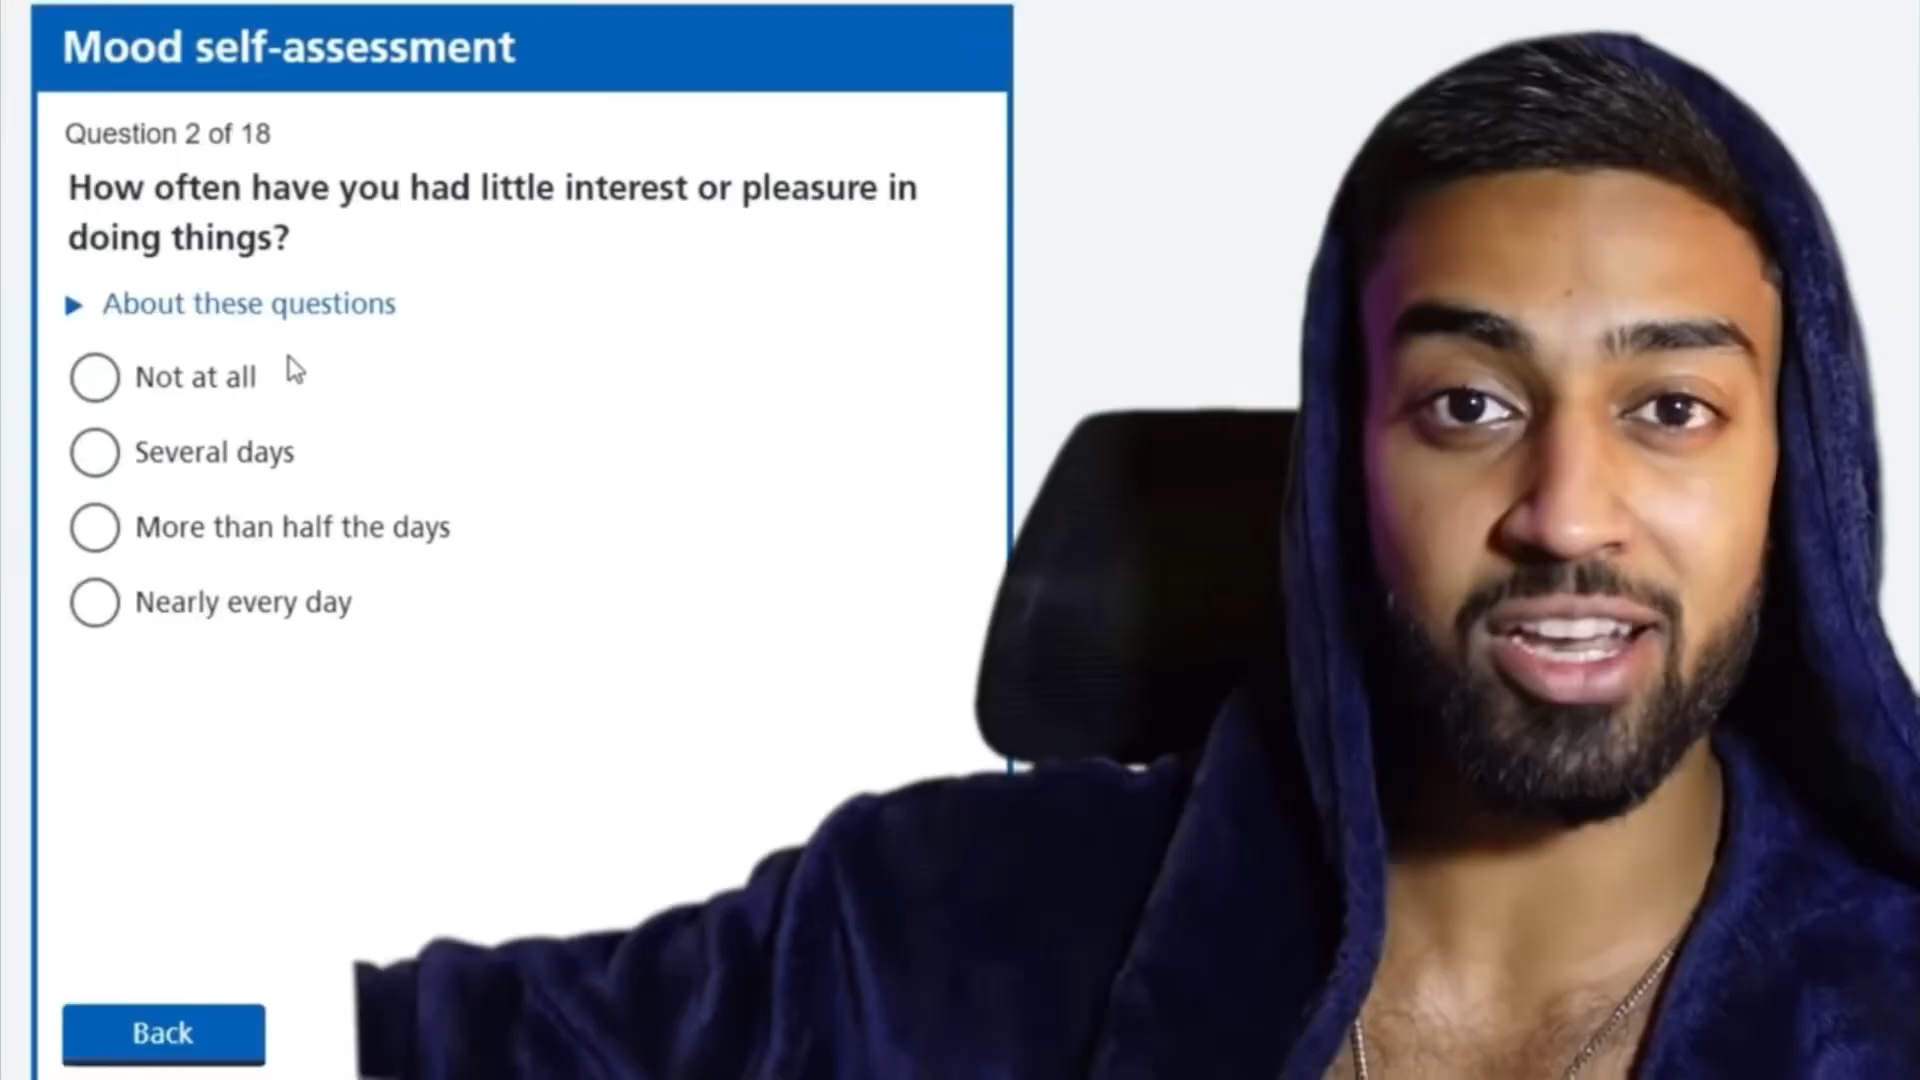 Mood self-assessment
Question 2 of 18
How often have you had little interest or pleasure in
doing things?
About these questions
Not at all
Several days
More than half the days
Nearly every day
Back